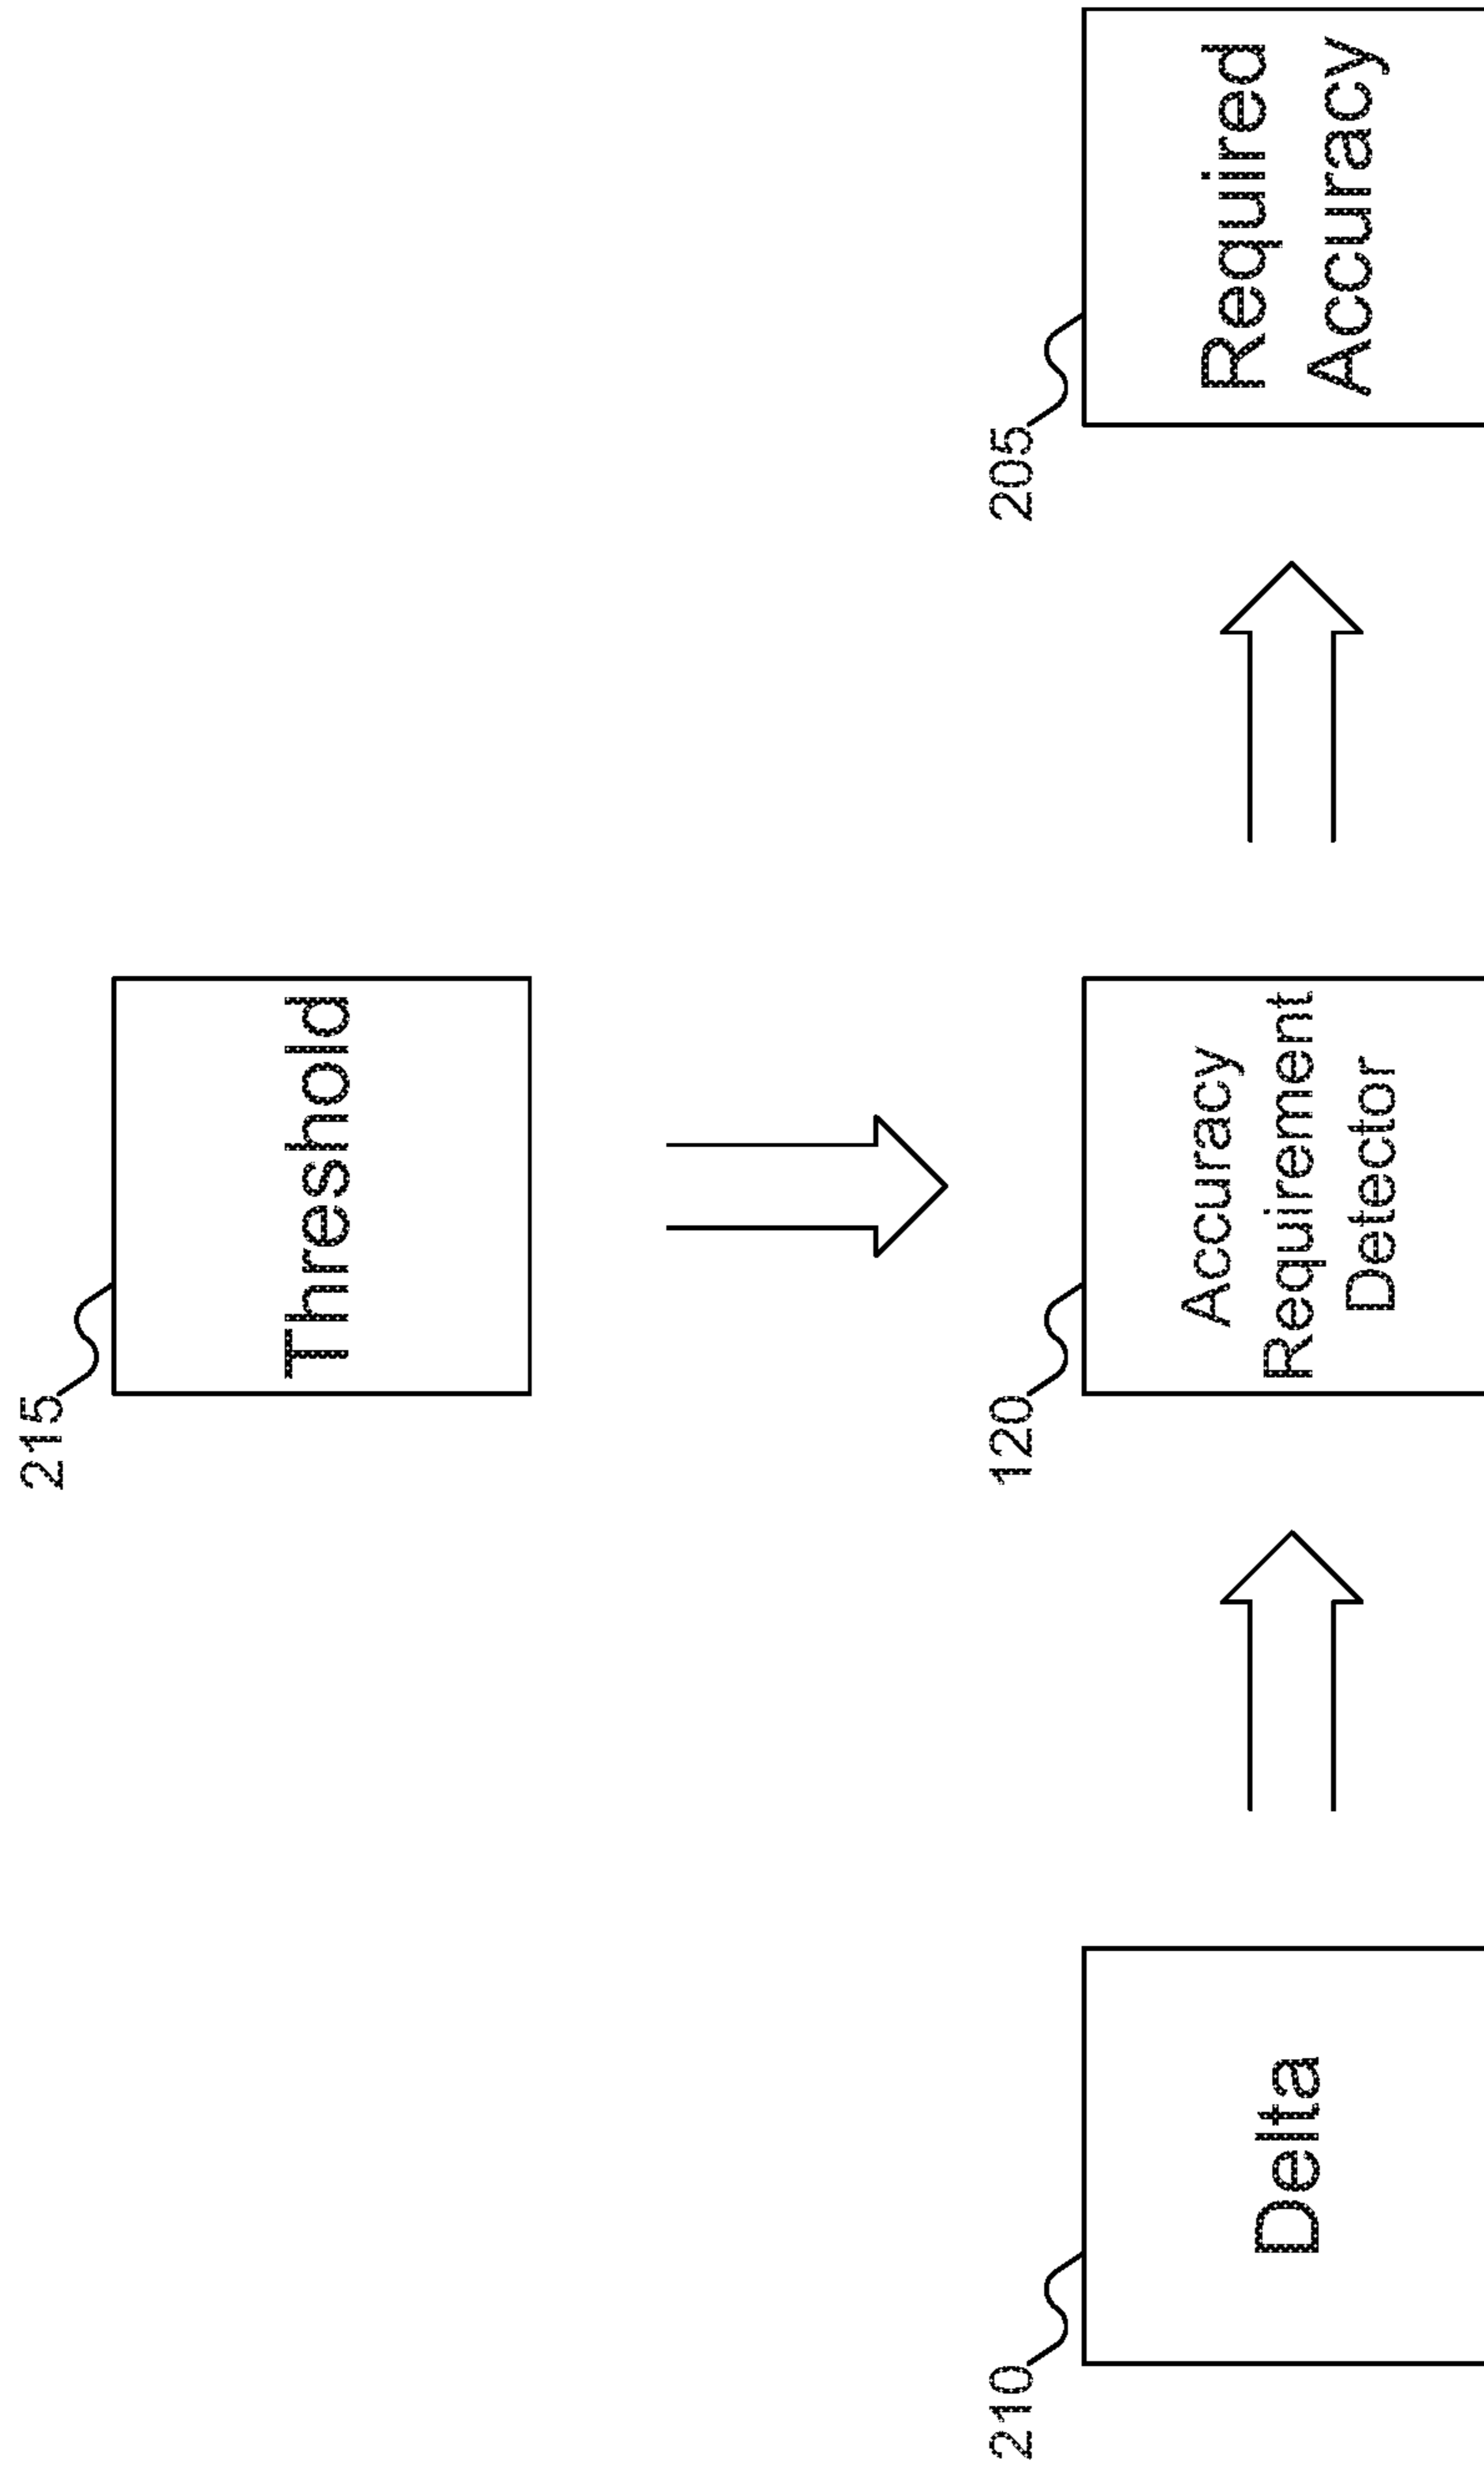 215
Threshold
210
Delta
120
Accuracy
Requirement
Detector
205
Required
Accuracy